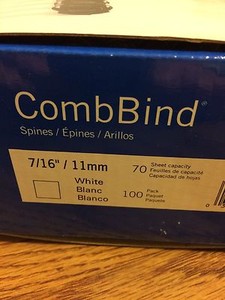 CombBind®
Spines / Épines / Arillos
7/16" / 11mm
70 Sheet capacity
Feuilles de capacité
Capacidad de hojas
White
Blanc
Blanco
100 Pack
Paquet
Paquete
0